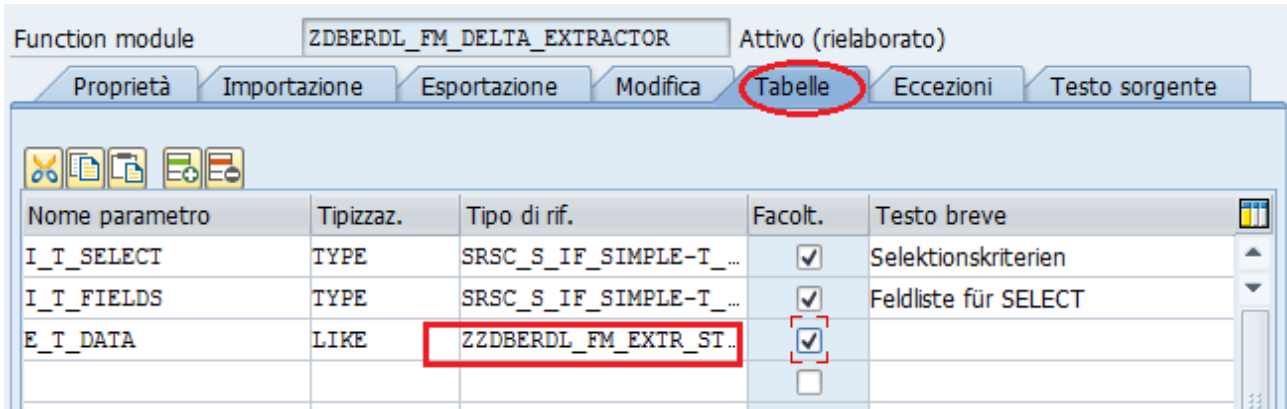 Function module ZDBERDL_FM_DELTA_EXTRACTOR Attivo (rielaborato)
Proprietà Importazione Esportazione Modifica Tabelle Eccezioni Testo sorgente
Nome parametro Tipizzaz. Tipo di rif. Facolt. Testo breve
I_T_SELECT TYPE SRSC_S_IF_SIMPLE-T_… Selektionskriterien
I_T_FIELDS TYPE SRSC_S_IF_SIMPLE-T_… Feldliste für SELECT
E_T_DATA LIKE ZZDBERDL_FM_EXTR_ST…